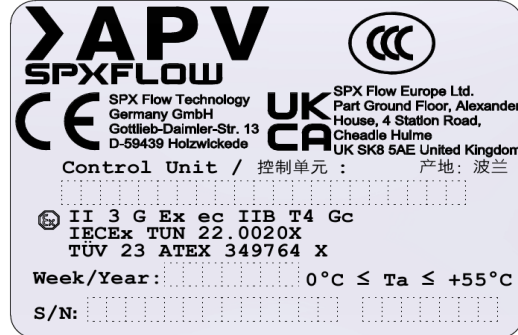 APV
SPXFLOW
CCC
CE
SPX Flow Technology
Germany GmbH
Gottlieb-Daimler-Str. 13
D-59439 Holzwickede
UK
CA
SPX Flow Europe Ltd.
Part Ground Floor, Alexander
House, 4 Station Road,
Cheadle Hulme
UK SK8 5AE United Kingdom
Control Unit / 控制单元 : 产地: 波兰
Ex II 3 G Ex ec IIB T4 Gc
IECEx TUN 22.0020X
TÜV 23 ATEX 349764 X
Week/Year: 0°C ≤ Ta ≤ +55°C
S/N: